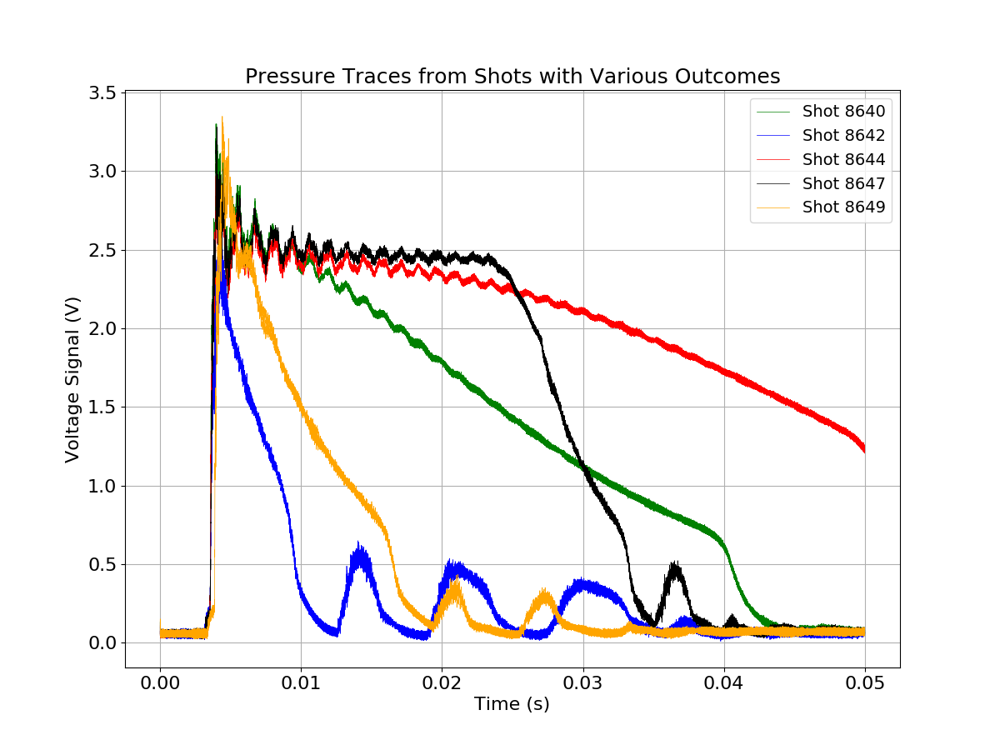 Pressure Traces from Shots with Various Outcomes
3.5
3.0
2.5
2.0
1.5
1.0
0.5
0.0
Voltage Signal (V)
Shot 8640
Shot 8642
Shot 8644
Shot 8647
Shot 8649
0.00 0.01 0.02 0.03 0.04 0.05
Time (s)